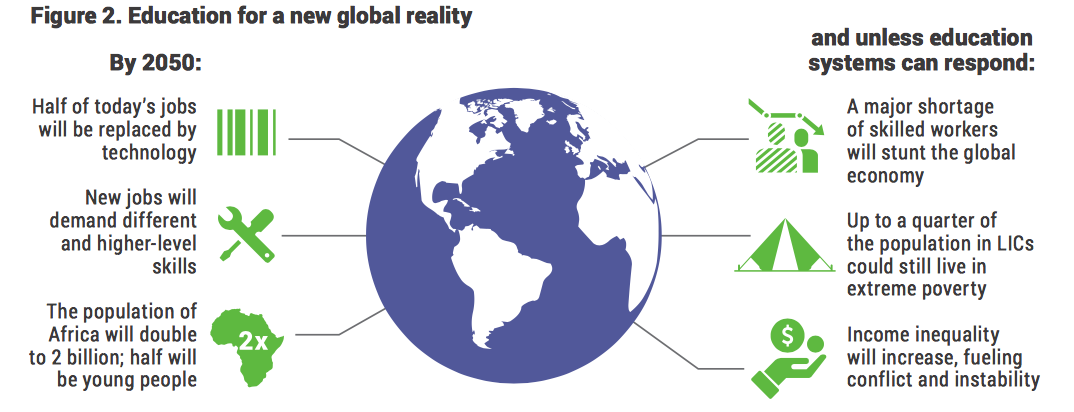 Figure 2. Education for a new global reality
By 2050:
Half of today's jobs
will be replaced by
technology
New jobs will
demand different
and higher-level
skills
The population of
Africa will double
to 2 billion; half will
be young people
2x
and unless education
systems can respond:
A major shortage
of skilled workers
will stunt the global
economy
Up to a quarter of
the population in LICs
could still live in
extreme poverty
$
Income inequality
will increase, fueling
conflict and instability